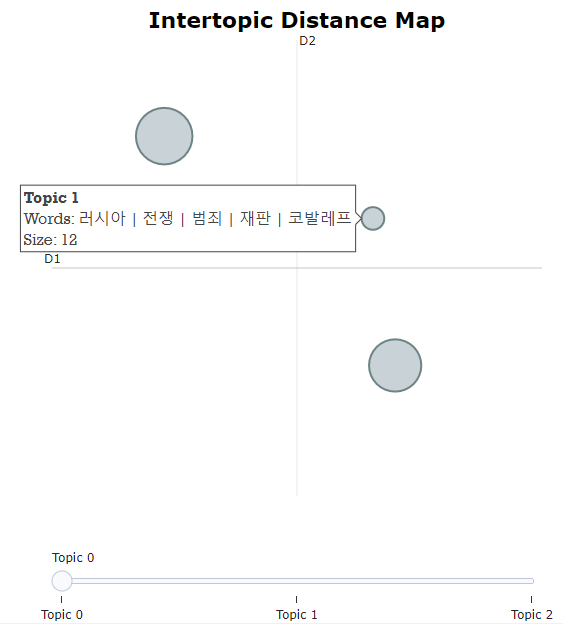 Intertopic Distance Map
D2
Topic 1
Words: 러시아 | 전쟁 | 범죄 | 재판 | 코발레프
Size: 12
D1
Topic 0
Topic 0 Topic 1 Topic 2